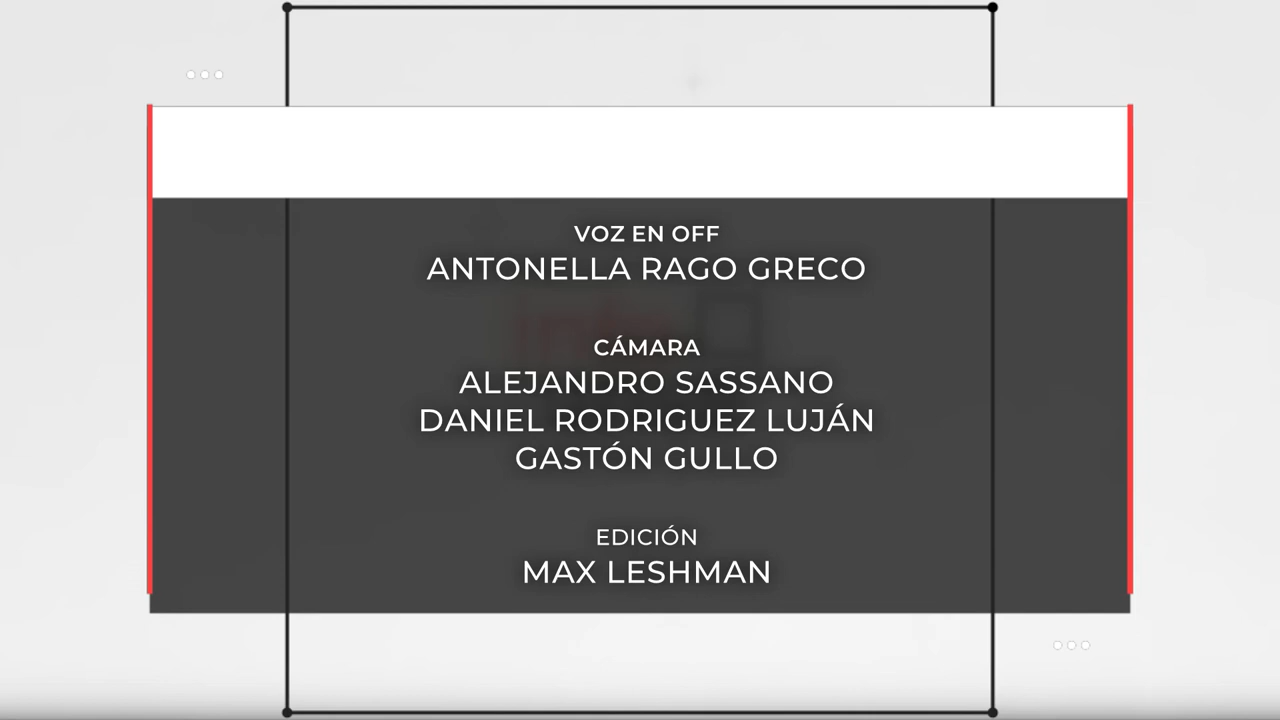 VOZ EN OFF
ANTONELLA RAGO GRECO
CÁMARA
ALEJANDRO SASSANO
DANIEL RODRIGUEZ LUJÁN
GASTÓN GULLO
EDICIÓN
MAX LESHMAN